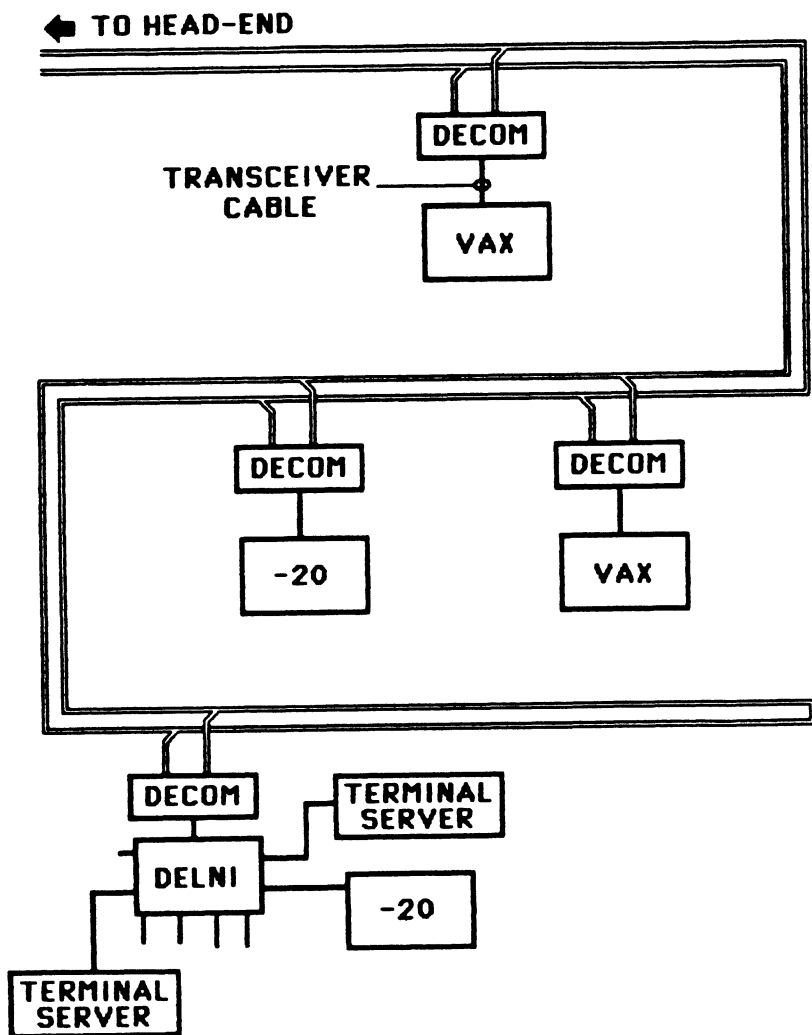 TO HEAD-END
DECOM
TRANSCEIVER
CABLE
VAX
DECOM
DECOM
-20
VAX
DECOM
TERMINAL
SERVER
DELNI
-20
TERMINAL
SERVER